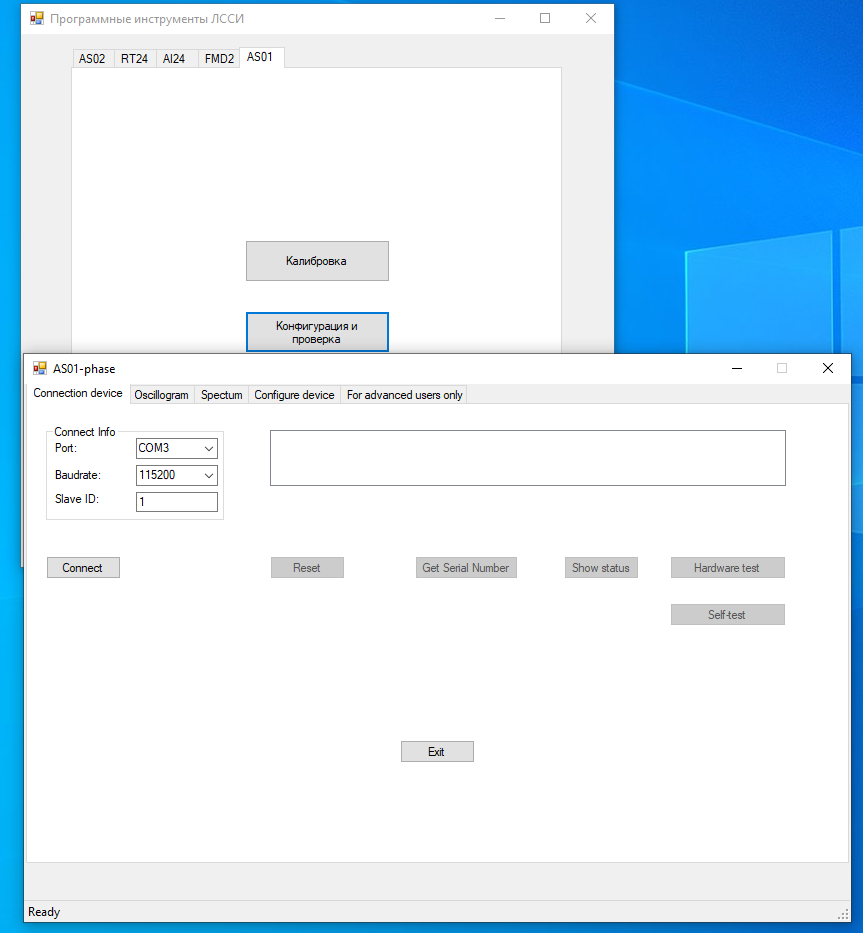 Программные инструменты ЛССИ
AS02 RT24 AI24 FMD2 AS01
Калибровка
Конфигурация и
проверка
AS01-phase
Connection device Oscillogram Spectum Configure device For advanced users only
Connect Info
Port: COM3
Baudrate: 115200
Slave ID: 1
Connect Reset Get Serial Number Show status Hardware test
Self-test
Exit
Ready